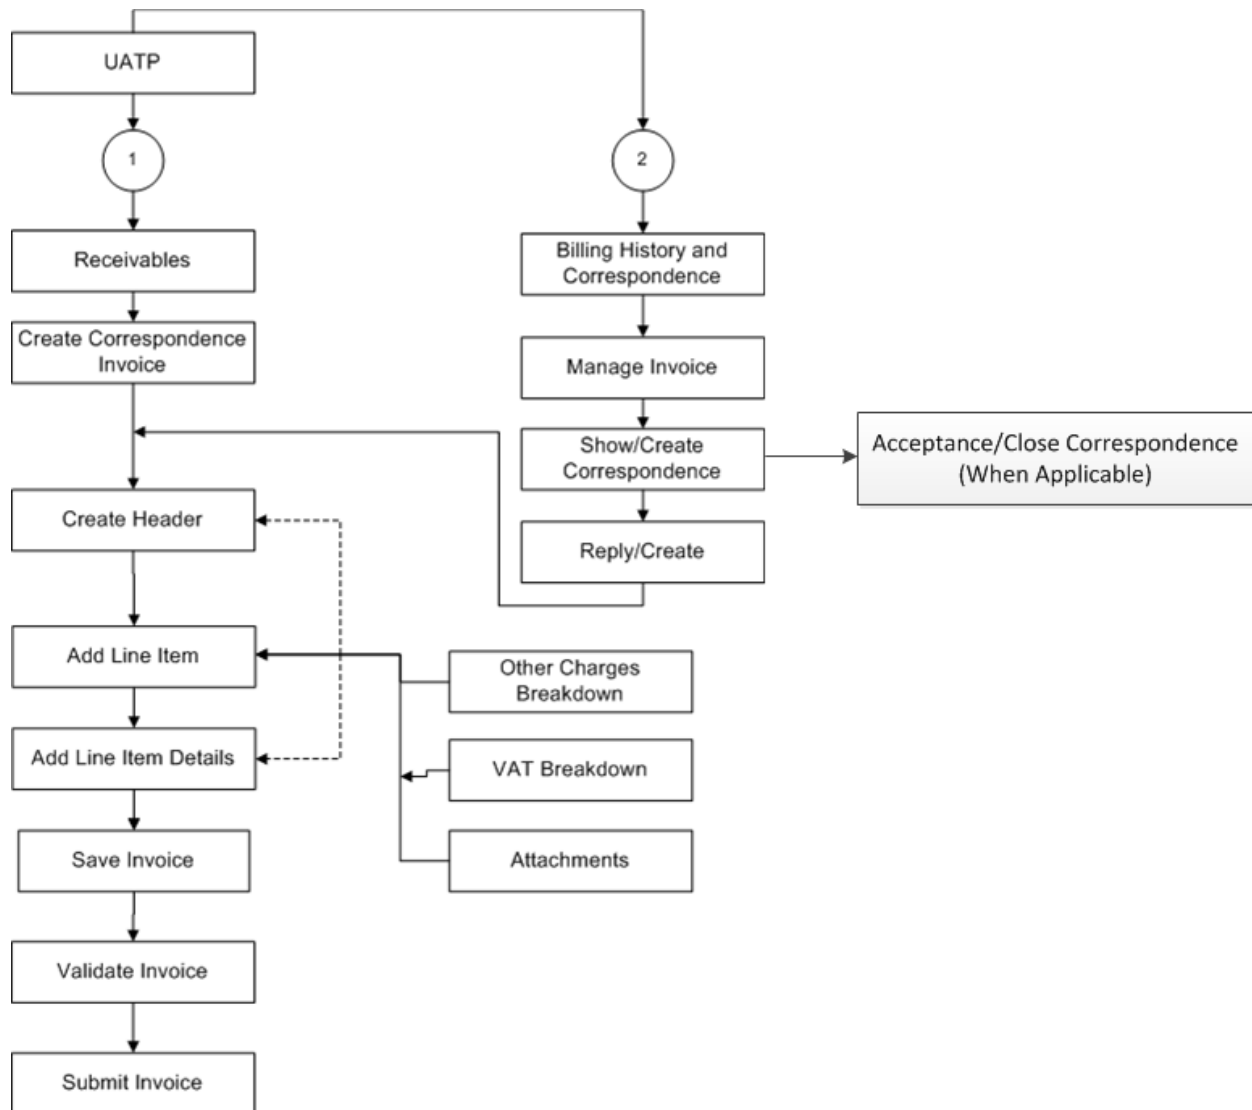 UATP
1
2
Receivables
Billing History and
Correspondence
Create Correspondence
Invoice
Manage Invoice
Show/Create
Correspondence
Acceptance/Close Correspondence
(When Applicable)
Create Header
Reply/Create
Add Line Item
Other Charges
Breakdown
Add Line Item Details
VAT Breakdown
Save Invoice
Attachments
Validate Invoice
Submit Invoice